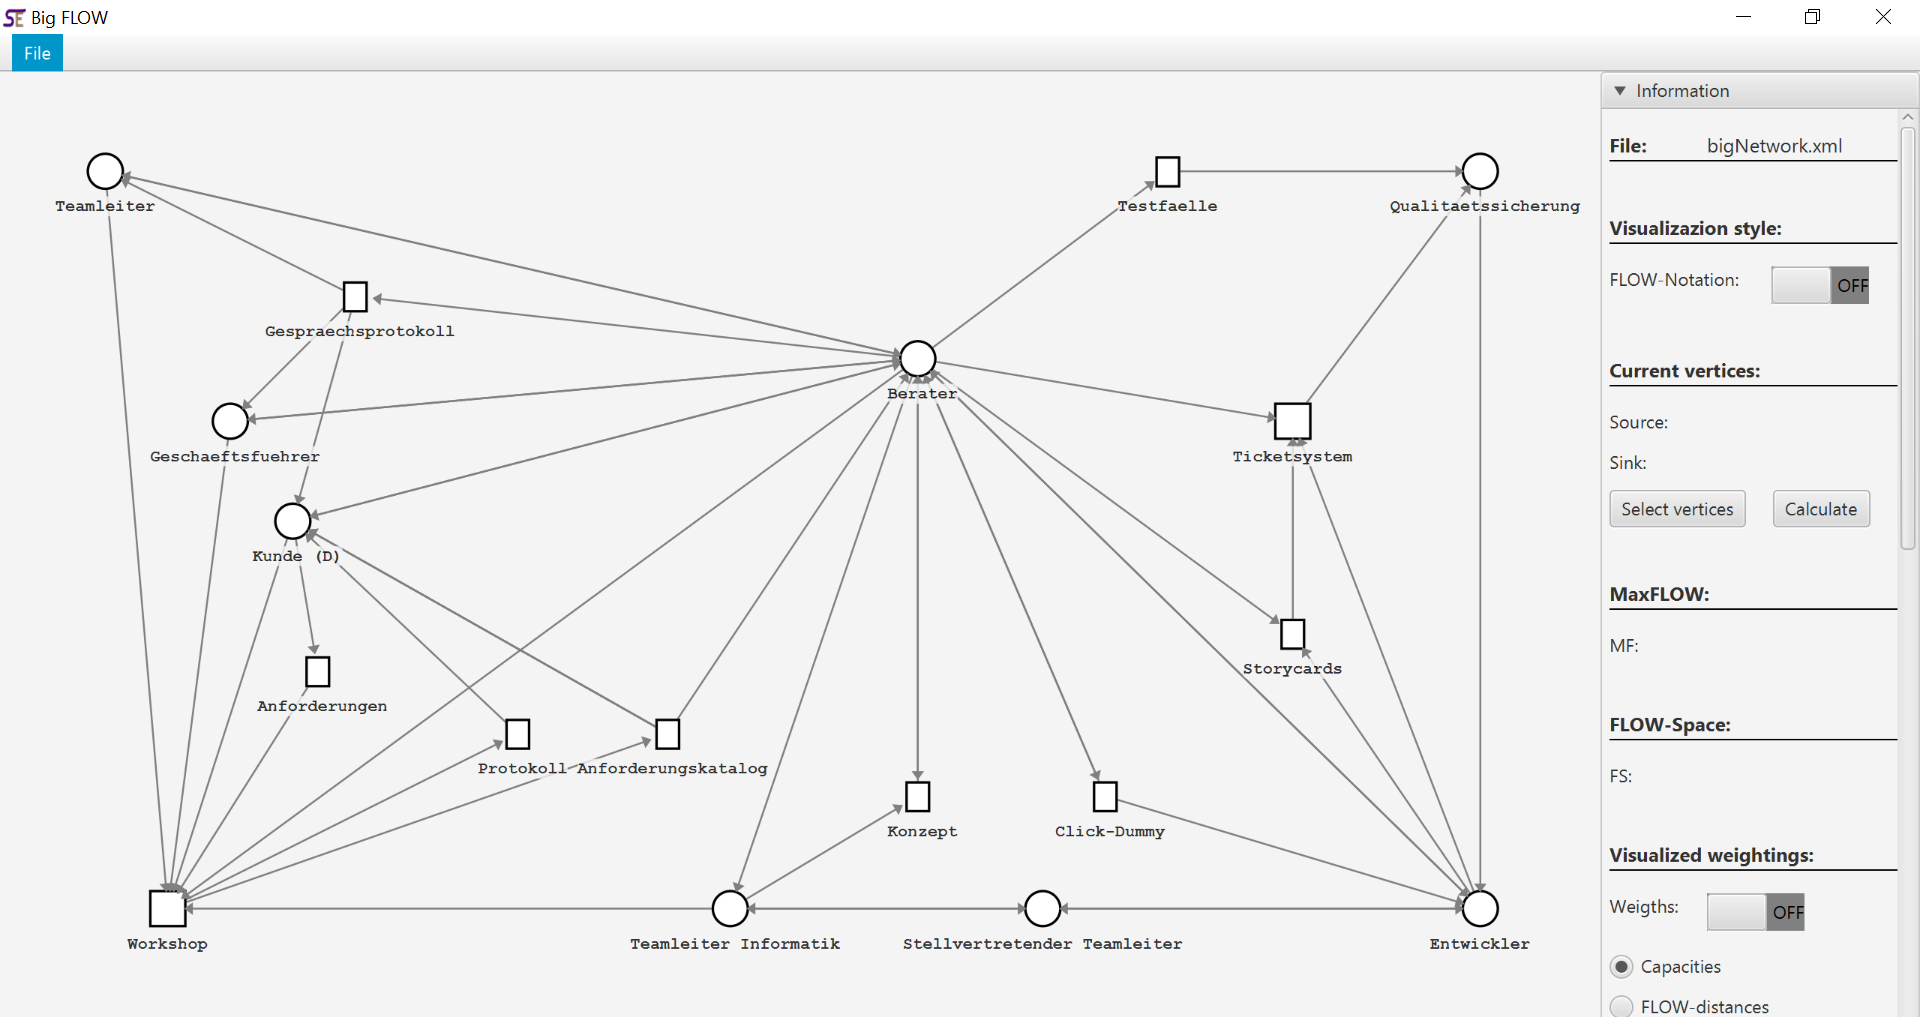 SE Big FLOW
File
Information
File: bigNetwork.xml
Visualizazion style:
FLOW-Notation: OFF
Current vertices:
Source:
Sink:
Select vertices Calculate
MaxFLOW:
MF:
FLOW-Space:
FS:
Visualized weightings:
Weigths: OFF
Capacities
FLOW-distances
Teamleiter
Testfaelle
Qualitaetssicherung
Gespraechsprotokoll
Berater
Geschaeftsfuehrer
Ticketsystem
Kunde (D)
Storycards
Anforderungen
Protokoll
Anforderungskatalog
Konzept
Click-Dummy
Workshop
Teamleiter Informatik
Stellvertretender Teamleiter
Entwickler